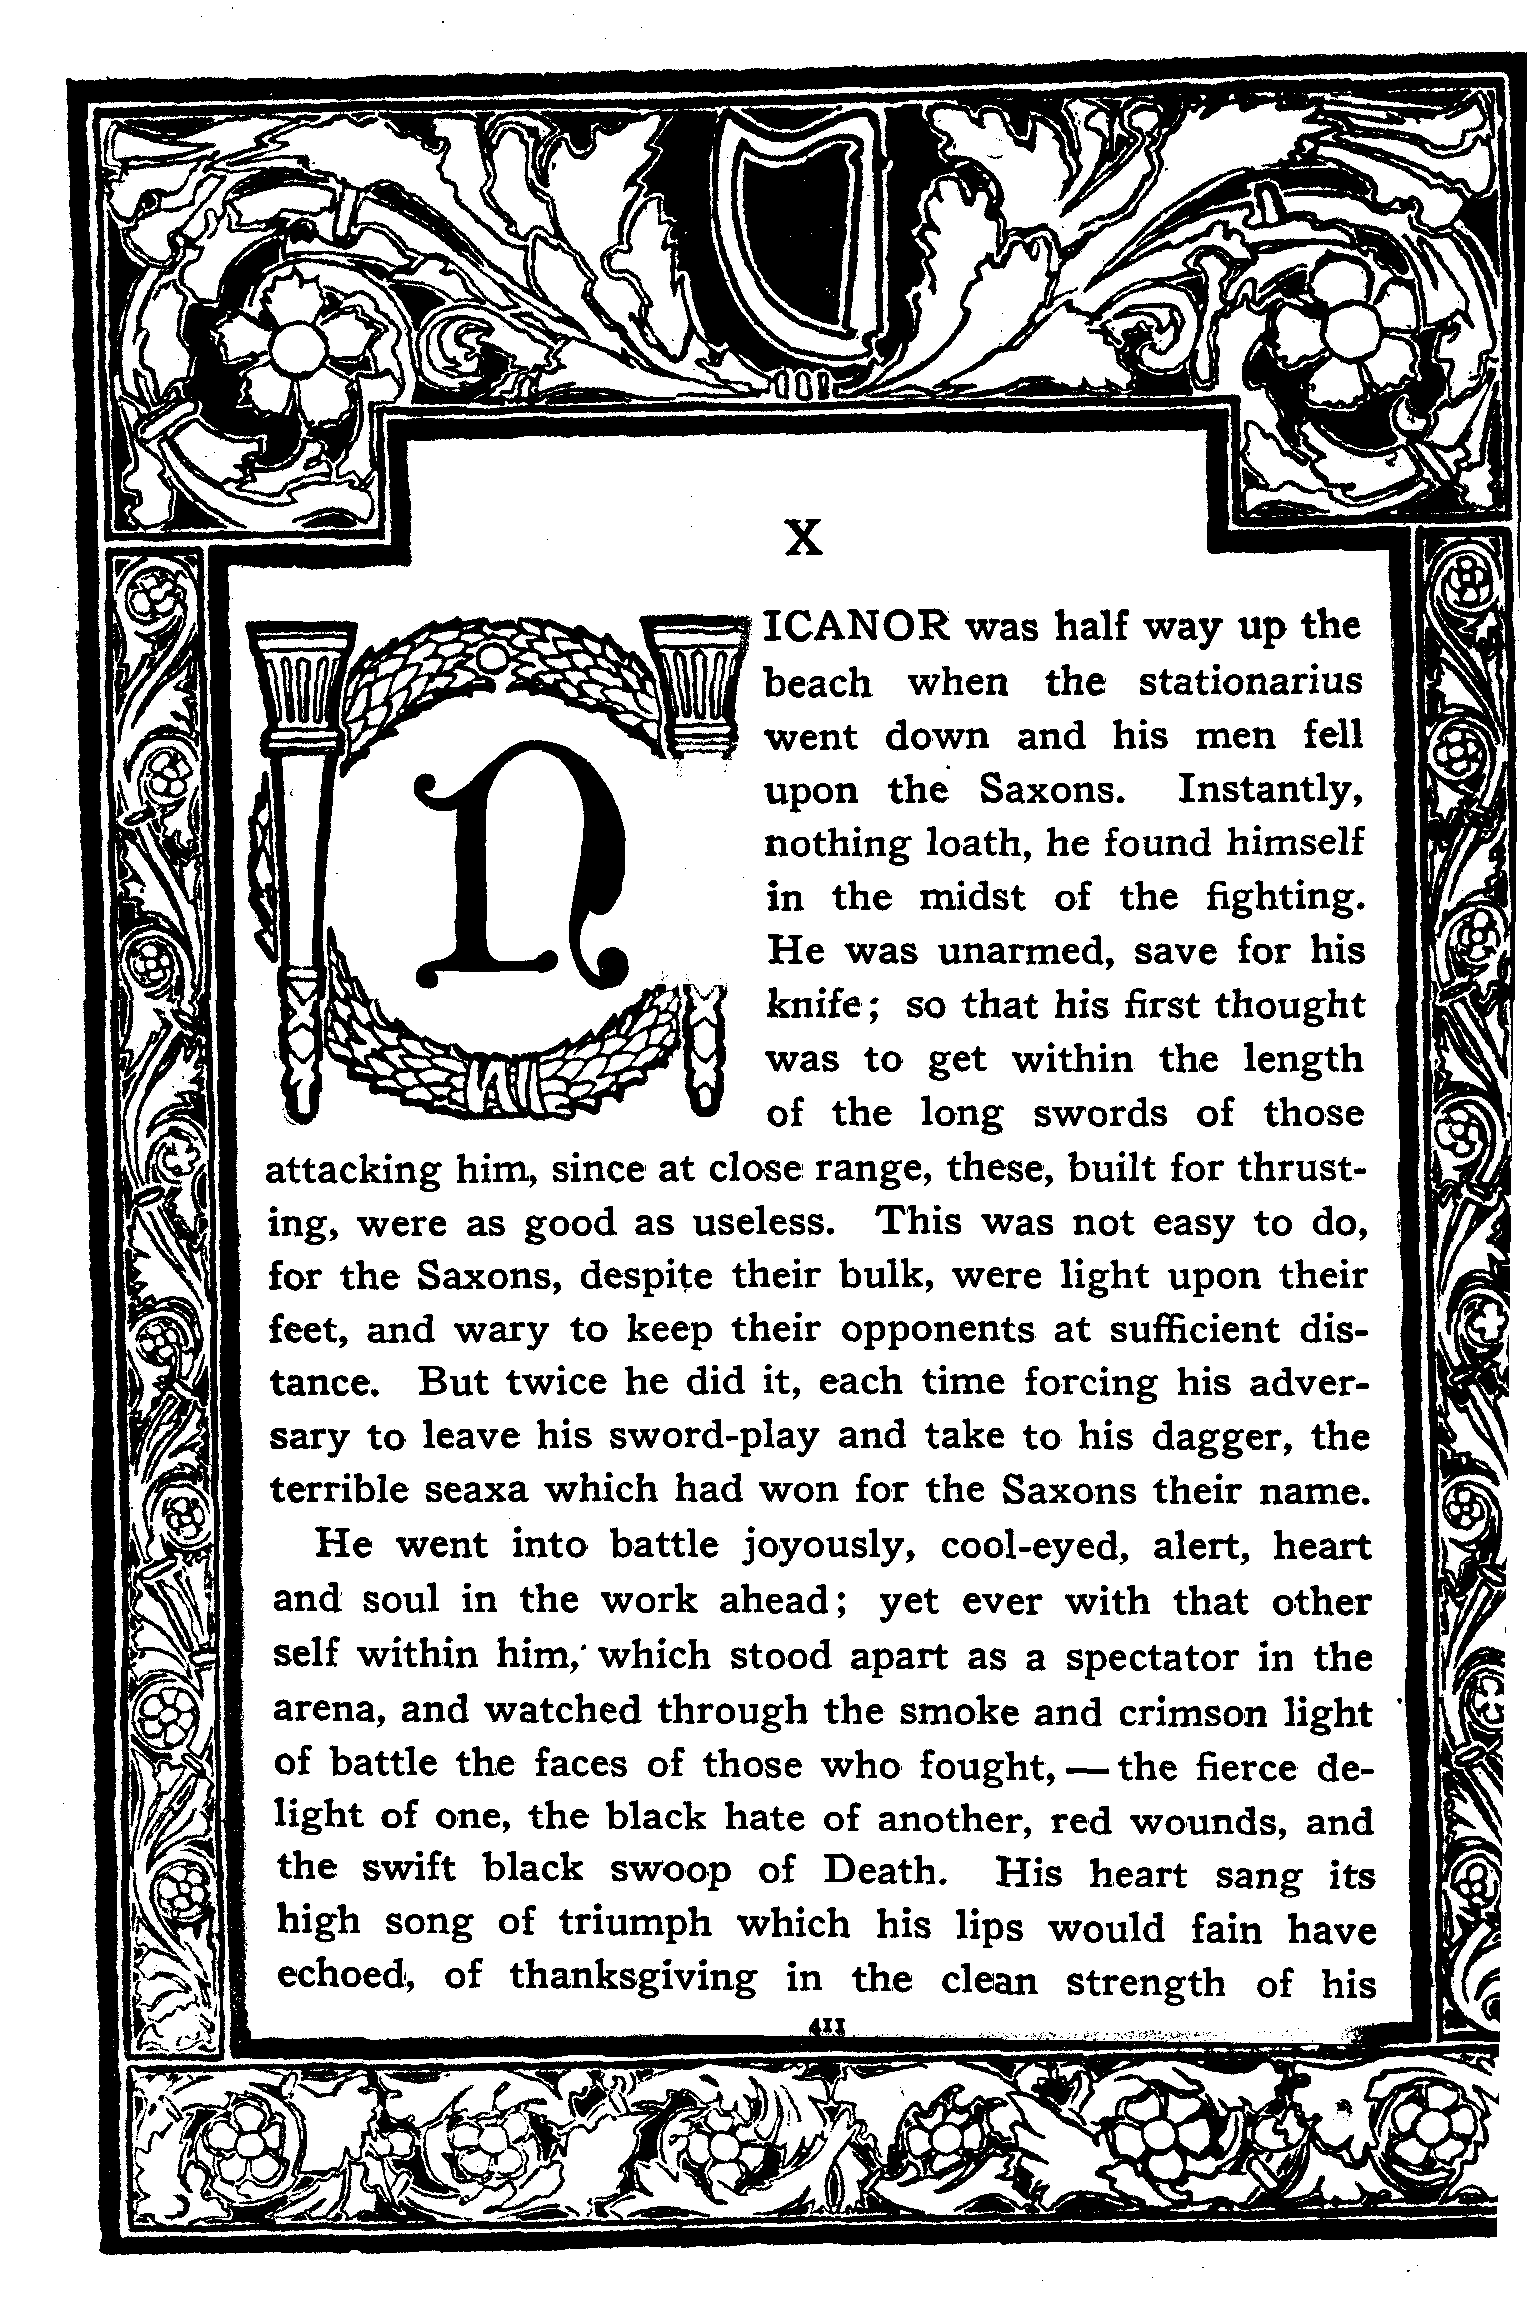 X
NICANOR was half way up the
beach when the stationarius
went down and his men fell
upon the Saxons. Instantly,
nothing loath, he found himself
in the midst of the fighting.
He was unarmed, save for his
knife; so that his first thought
was to get within the length
of the long swords of those
attacking him, since at close range, these, built for thrust-
ing, were as good as useless. This was not easy to do,
for the Saxons, despite their bulk, were light upon their
feet, and wary to keep their opponents at sufficient dis-
tance. But twice he did it, each time forcing his adver-
sary to leave his sword-play and take to his dagger, the
terrible seaxa which had won for the Saxons their name.
He went into battle joyously, cool-eyed, alert, heart
and soul in the work ahead; yet ever with that other
self within him, which stood apart as a spectator in the
arena, and watched through the smoke and crimson light
of battle the faces of those who fought, — the fierce de-
light of one, the black hate of another, red wounds, and
the swift black swoop of Death. His heart sang its
high song of triumph which his lips would fain have
echoed, of thanksgiving in the clean strength of his
411